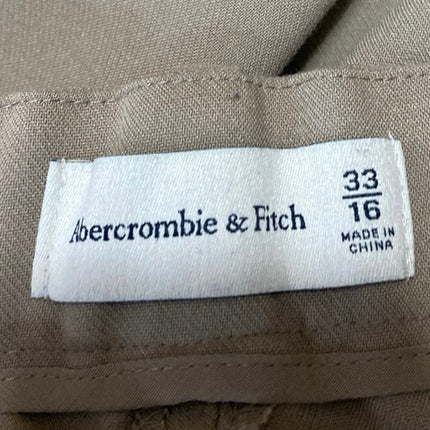 Abercrombie & Fitch
33
16
MADE IN
CHINA